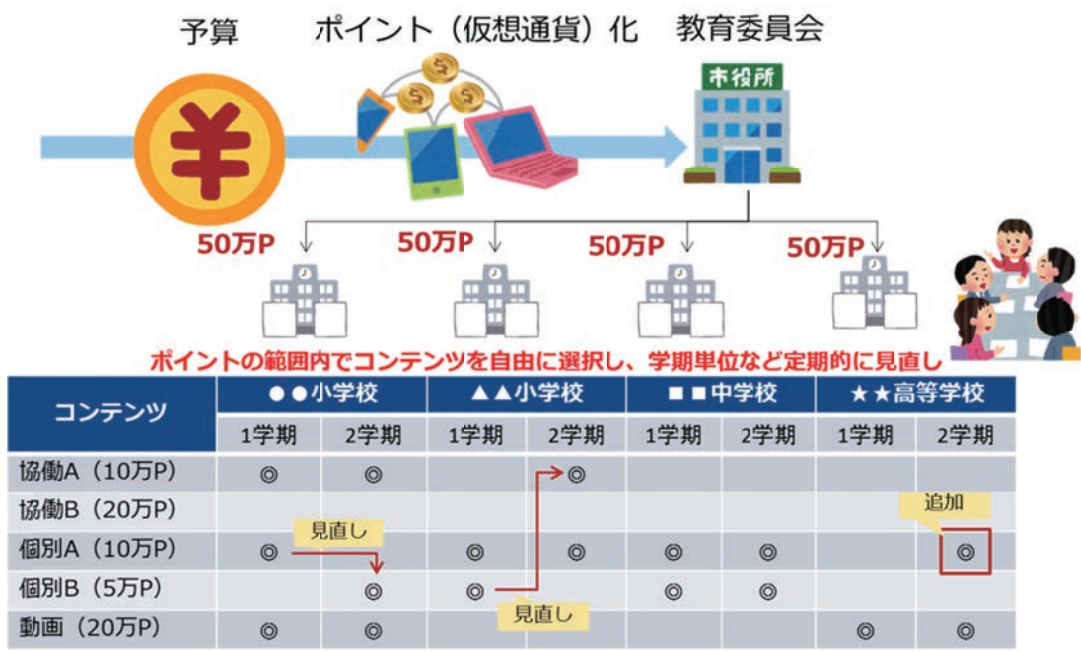 予算 ポイント（仮想通貨）化 教育委員会
市役所
50万P 50万P 50万P 50万P
ポイントの範囲内でコンテンツを自由に選択し、学期単位など定期的に見直し
コンテンツ ●●小学校 ▲▲小学校 ■■中学校 ★★高等学校
1学期 2学期 1学期 2学期 1学期 2学期 1学期 2学期
協働A（10万P） ◎ ◎ ◎
協働B（20万P）
追加
見直し
個別A（10万P） ◎ ◎ ◎ ◎ ◎ ◎
個別B（5万P） ◎ ◎ ◎ ◎
見直し
動画（20万P） ◎ ◎ ◎ ◎